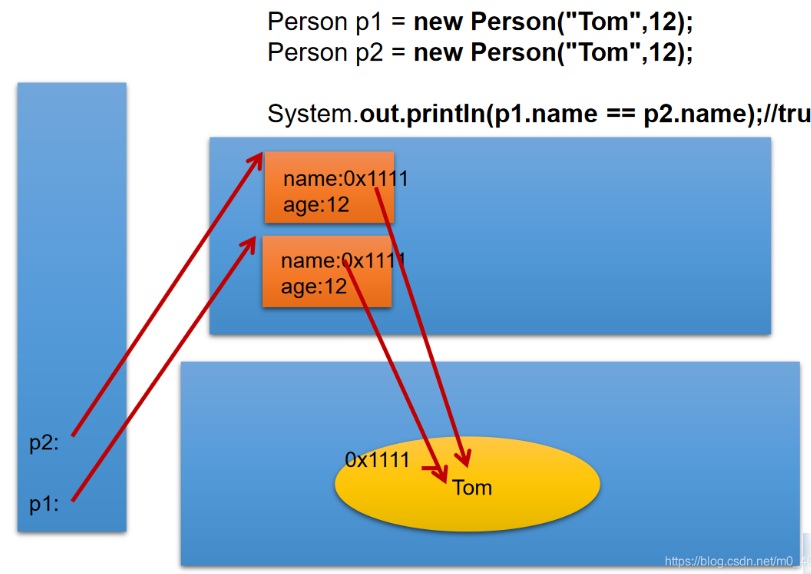 Person p1 = new Person("Tom",12);
Person p2 = new Person("Tom",12);
System.out.println(p1.name == p2.name);//tru
name:0x1111
age:12
name:0x1111
age:12
p2:
p1:
0x1111
Tom
https://blog.csdn.net/m0_4